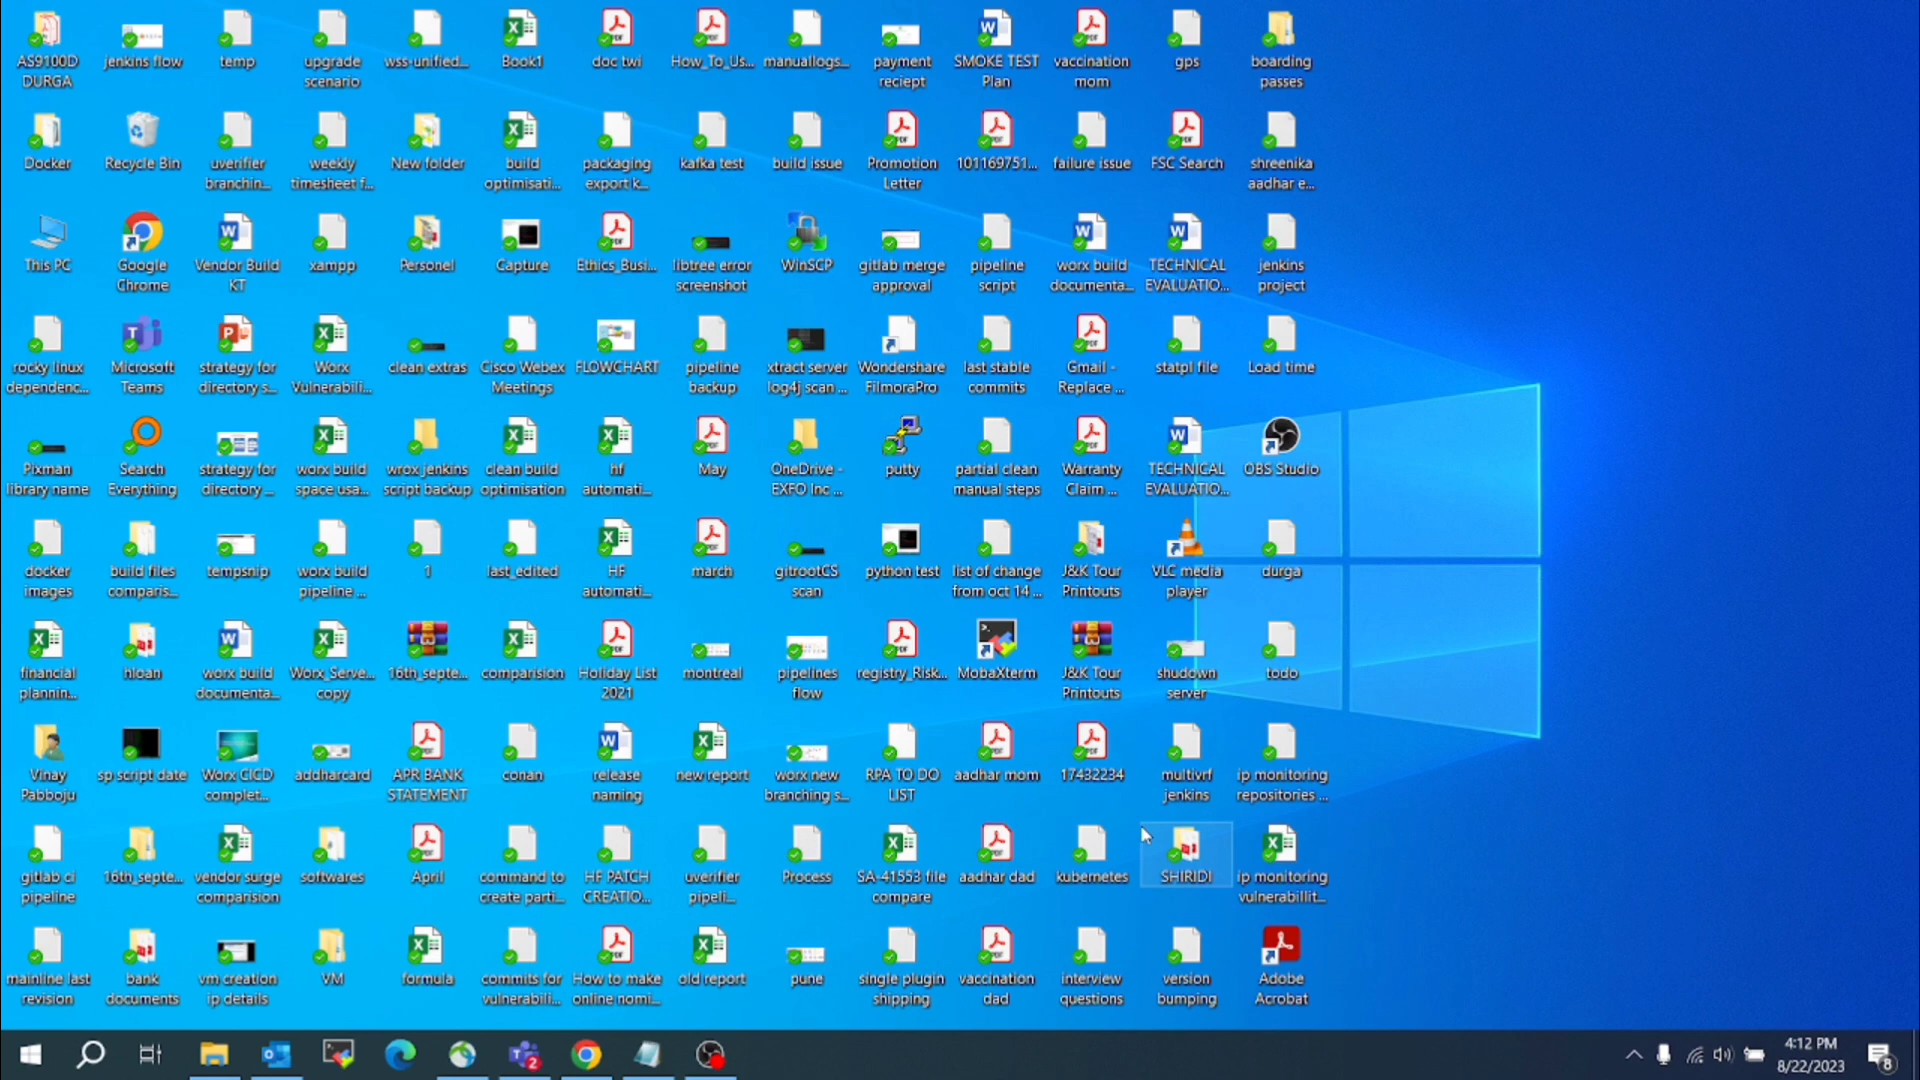 AS9100D
DURGA
jenkins flow
temp
upgrade
scenario
wss-unified...
Book1
doc twi
How_To_Us...
manuallogs...
payment
reciept
SMOKE TEST
Plan
vaccination
mom
gps
boarding
passes
Docker
Recycle Bin
uverifier
branchin...
weekly
timesheet f...
New folder
build
optimisati...
packaging
export k...
kafka test
build issue
Promotion
Letter
101169751...
failure issue
FSC Search
shreenika
aadhar e...
This PC
Google
Chrome
Vendor Build
KT
xampp
Personel
Capture
Ethics_Busi...
libtree error
screenshot
WinSCP
gitlab merge
approval
pipeline
script
worx build
documenta...
TECHNICAL
EVALUATIO...
jenkins
project
rocky linux
dependenc...
Microsoft
Teams
strategy for
directory s...
Worx
Vulnerabili...
clean extras
Cisco Webex
Meetings
FLOWCHART
pipeline
backup
xtract server
log4j scan ...
Wondershare
FilmoraPro
last stable
commits
Gmail -
Replace ...
statpl file
Load time
Pixman
library name
Search
Everything
strategy for
directory ...
worx build
space usa...
wrox jenkins
script backup
clean build
optimisation
hf
automati...
May
OneDrive -
EXFO Inc ...
putty
partial clean
manual steps
Warranty
Claim ...
TECHNICAL
EVALUATIO...
OBS Studio
docker
images
build files
comparis...
tempsnip
worx build
pipeline ...
1
last_edited
HF
automati...
march
gitrootCS
scan
python test
list of change
from oct 14 ...
J&K Tour
Printouts
VLC media
player
durga
financial
plannin...
hloan
worx build
documenta...
Worx_Serve...
copy
16th_septe...
comparision
Holiday List
2021
montreal
pipelines
flow
registry_Risk...
MobaXterm
J&K Tour
Printouts
shudown
server
todo
Vinay
Pabboju
sp script date
Worx CICD
complet...
addharcard
APR BANK
STATEMENT
conan
release
naming
new report
worx new
branching s...
RPA TO DO
LIST
aadhar mom
17432234
multivrf
jenkins
ip monitoring
repositories ...
gitlab ci
pipeline
16th_septe...
vendor surge
comparision
softwares
April
command to
create parti...
HF PATCH
CREATIO...
uverifier
pipeli...
Process
SA-41553 file
compare
aadhar dad
kubernetes
SHIRIDI
ip monitoring
vulnerabillit...
mainline last
revision
bank
documents
vm creation
ip details
VM
formula
commits for
vulnerabili...
How to make
online nomi...
old report
pune
single plugin
shipping
vaccination
dad
interview
questions
version
bumping
Adobe
Acrobat
2
4:12 PM
8/22/2023
8